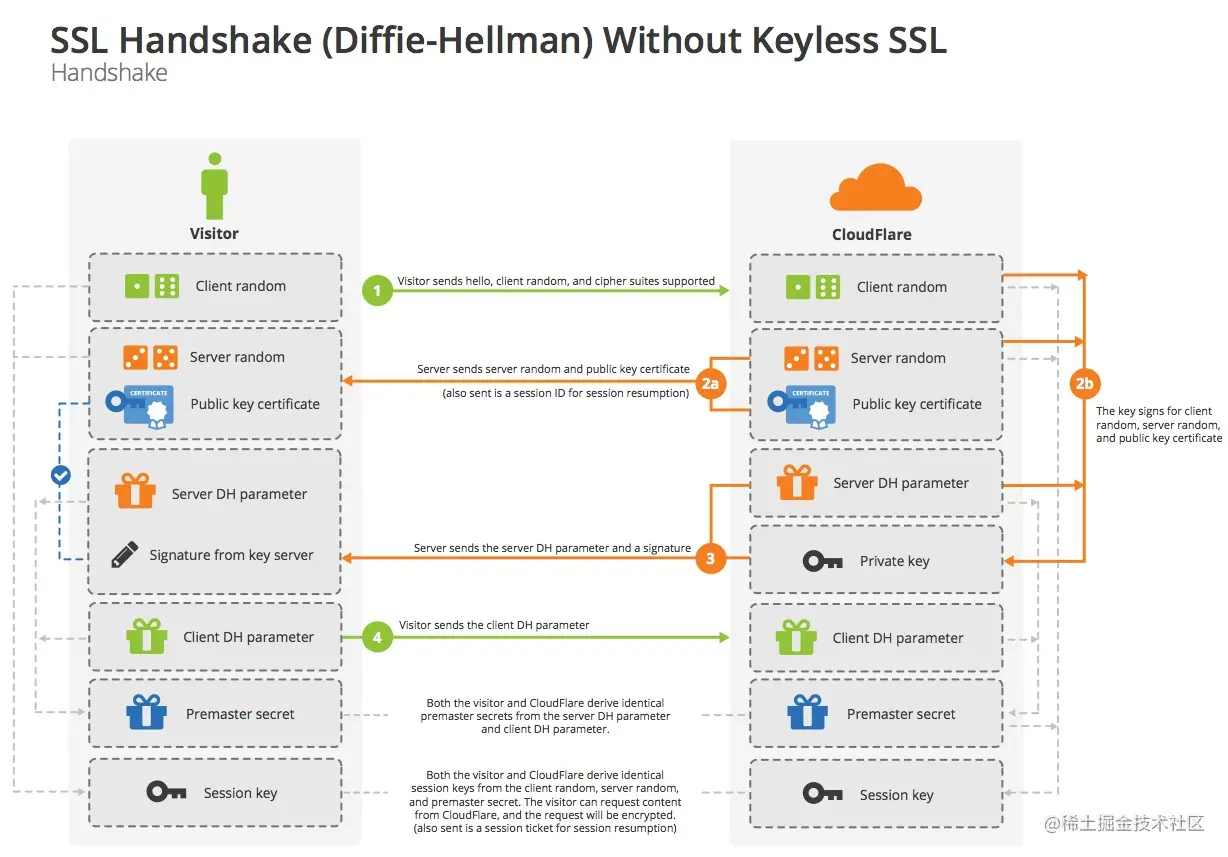 SSL Handshake (Diffie-Hellman) Without Keyless SSL
Handshake
Visitor
CloudFlare
Client random
1
Visitor sends hello, client random, and cipher suites supported
Client random
Server random
Server sends server random and public key certificate
Server random
CERTIFICATE
Public key certificate
(also sent is a session ID for session resumption)
2a
CERTIFICATE
Public key certificate
2b
The key signs for client
random, server random,
and public key certificate
Server DH parameter
Server DH parameter
Signature from key server
Server sends the server DH parameter and a signature
3
Private key
Client DH parameter
4
Visitor sends the client DH parameter
Client DH parameter
Premaster secret
Both the visitor and CloudFlare derive identical
premaster secrets from the server DH parameter
and client DH parameter.
Premaster secret
Session key
Both the visitor and CloudFlare derive identical
session keys from the client random, server random,
and premaster secret. The visitor can request content
from CloudFlare, and the request will be encrypted.
(also sent is a session ticket for session resumption)
Session key
@稀土掘金技术社区